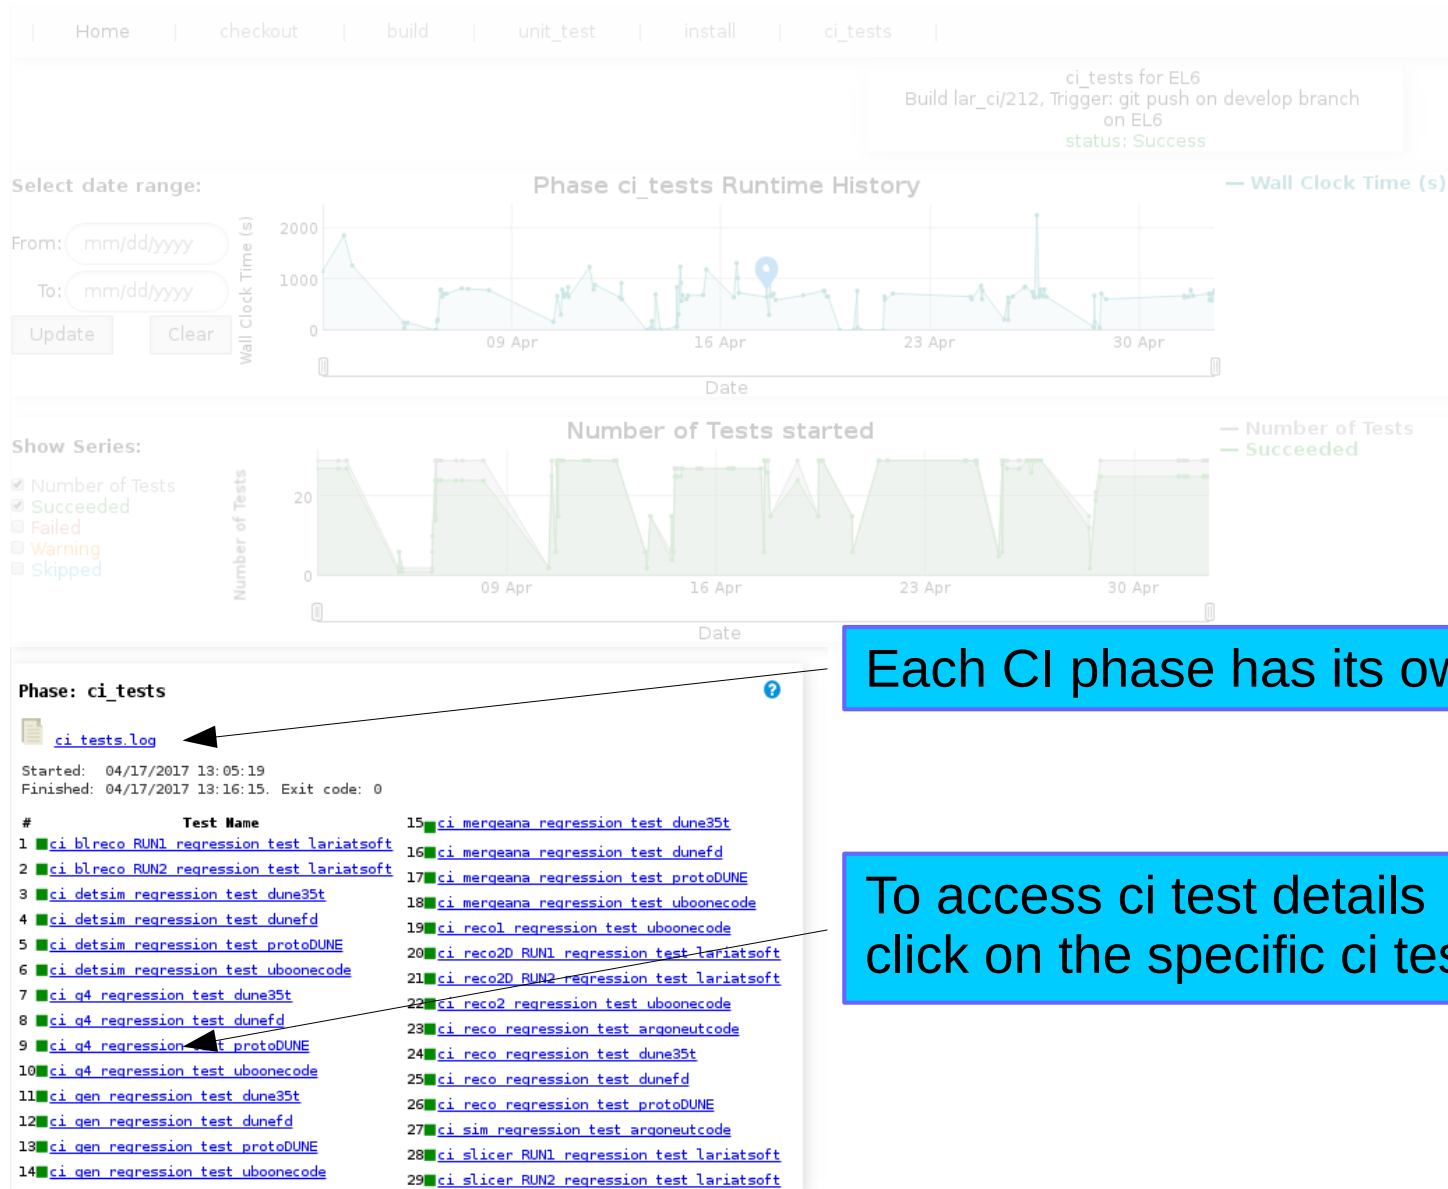 | Home | checkout | build | unit_test | install | ci_tests |
ci_tests for EL6
Build lar_ci/212, Trigger: git push on develop branch
on EL6
status: Success
Select date range:
From: mm/dd/yyyy
To: mm/dd/yyyy
Update Clear
Phase ci_tests Runtime History
Wall Clock Time (s)
Wall Clock Time (s)
2000
1000
0
09 Apr 16 Apr 23 Apr 30 Apr
Date
Show Series:
Number of Tests
Succeeded
Failed
Warning
Skipped
Number of Tests started
Number of Tests
Succeeded
Number of Tests
20
0
09 Apr 16 Apr 23 Apr 30 Apr
Date
Each CI phase has its ow
Phase: ci_tests
?
ci_tests.log
Started: 04/17/2017 13:05:19
Finished: 04/17/2017 13:16:15. Exit code: 0
# Test Name
1 ci_blreco_RUN1_regression_test_lariatsoft
2 ci_blreco_RUN2_regression_test_lariatsoft
3 ci_detsim_regression_test_dune35t
4 ci_detsim_regression_test_dunefd
5 ci_detsim_regression_test_protoDUNE
6 ci_detsim_regression_test_uboonecode
7 ci_g4_regression_test_dune35t
8 ci_g4_regression_test_dunefd
9 ci_g4_regression_test_protoDUNE
10 ci_g4_regression_test_uboonecode
11 ci_gen_regression_test_dune35t
12 ci_gen_regression_test_dunefd
13 ci_gen_regression_test_protoDUNE
14 ci_gen_regression_test_uboonecode
15 ci_mergeana_regression_test_dune35t
16 ci_mergeana_regression_test_dunefd
17 ci_mergeana_regression_test_protoDUNE
18 ci_mergeana_regression_test_uboonecode
19 ci_reco1_regression_test_uboonecode
20 ci_reco2D_RUN1_regression_test_lariatsoft
21 ci_reco2D_RUN2_regression_test_lariatsoft
22 ci_reco2_regression_test_uboonecode
23 ci_reco_regression_test_argoneutcode
24 ci_reco_regression_test_dune35t
25 ci_reco_regression_test_dunefd
26 ci_reco_regression_test_protoDUNE
27 ci_sim_regression_test_argoneutcode
28 ci_slicer_RUN1_regression_test_lariatsoft
29 ci_slicer_RUN2_regression_test_lariatsoft
To access ci test details
click on the specific ci tes